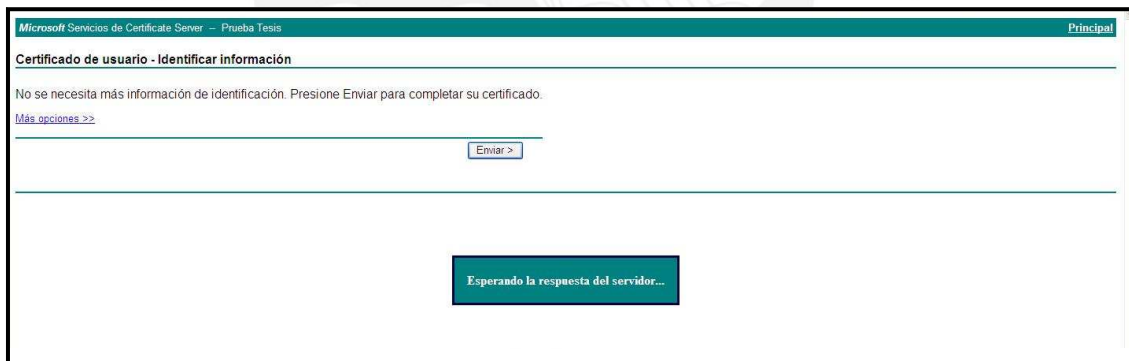 Microsoft Servicios de Certificate Server -- Prueba Tesis Principal
Certificado de usuario - Identificar información
No se necesita más información de identificación. Presione Enviar para completar su certificado.
Más opciones >>
Enviar >
Esperando la respuesta del servidor...